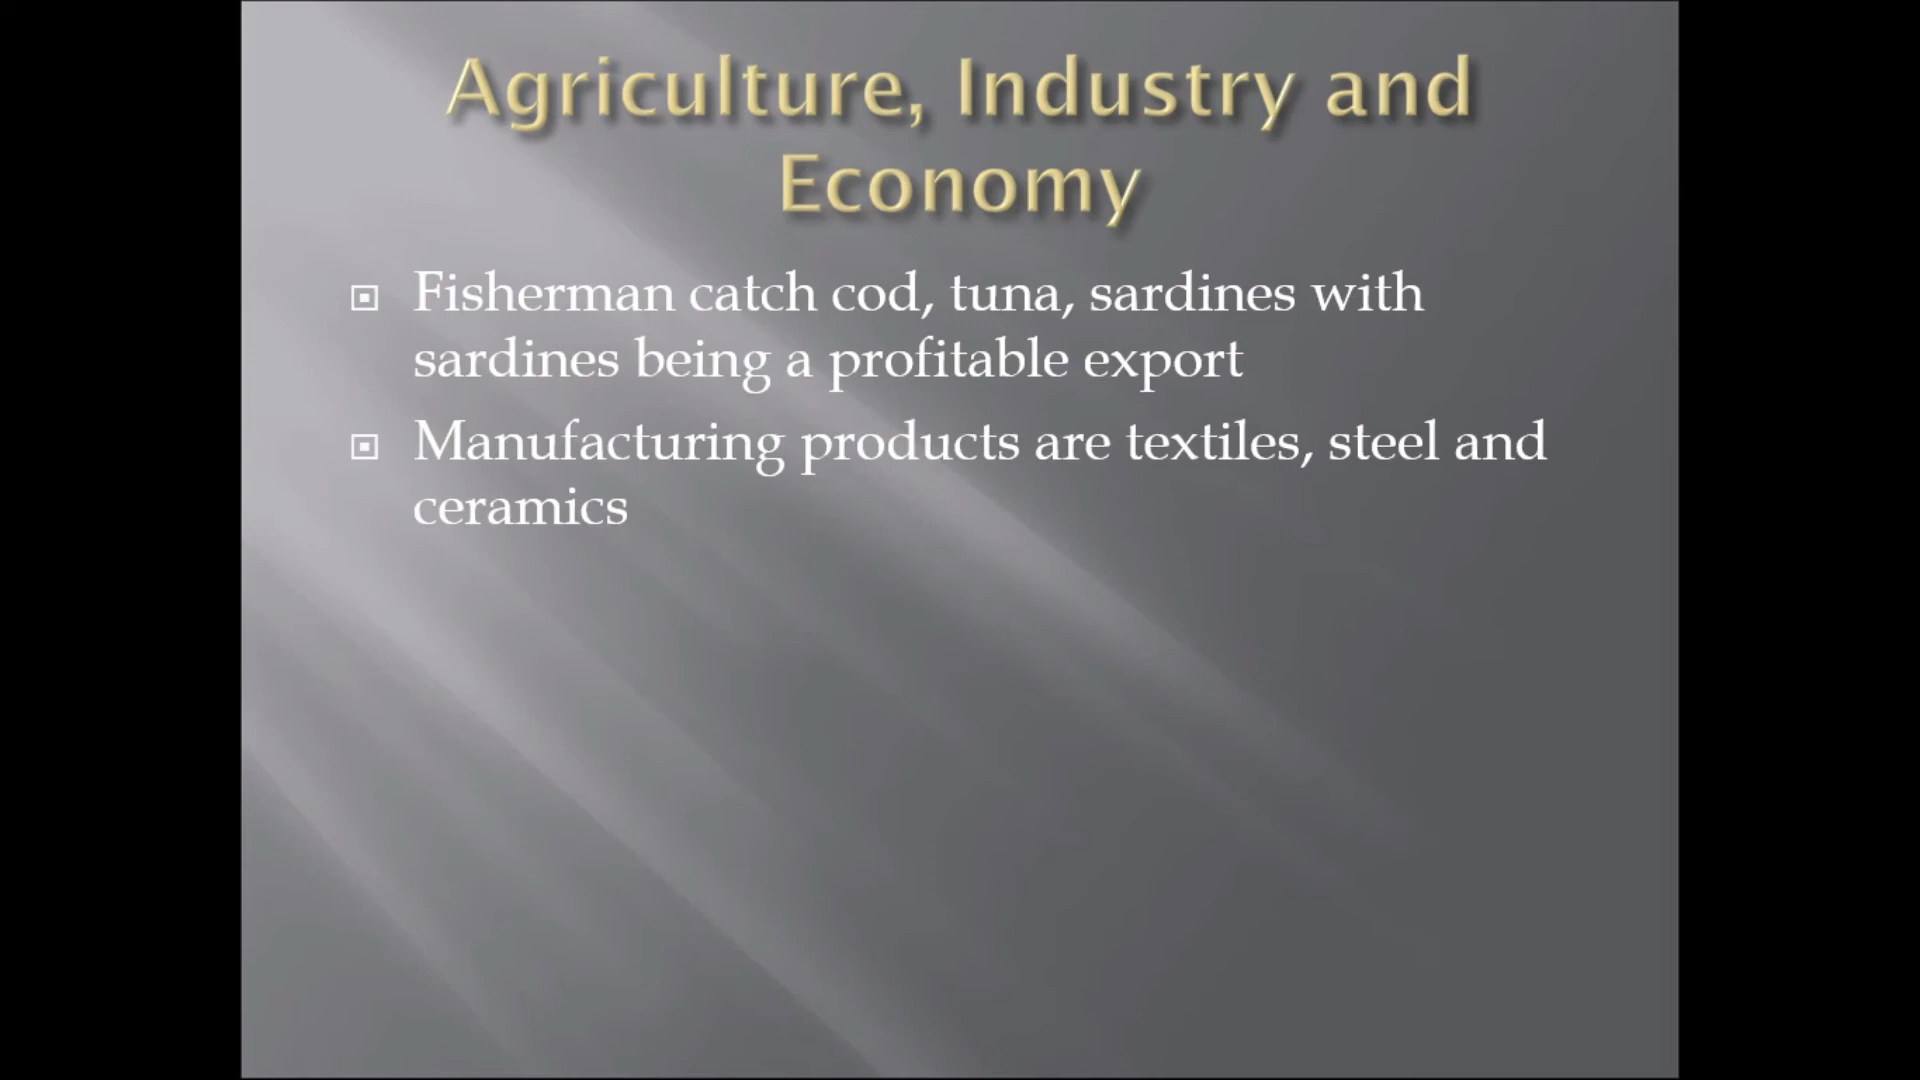 Agriculture, Industry and
Economy
Fisherman catch cod, tuna, sardines with
sardines being a profitable export
Manufacturing products are textiles, steel and
ceramics